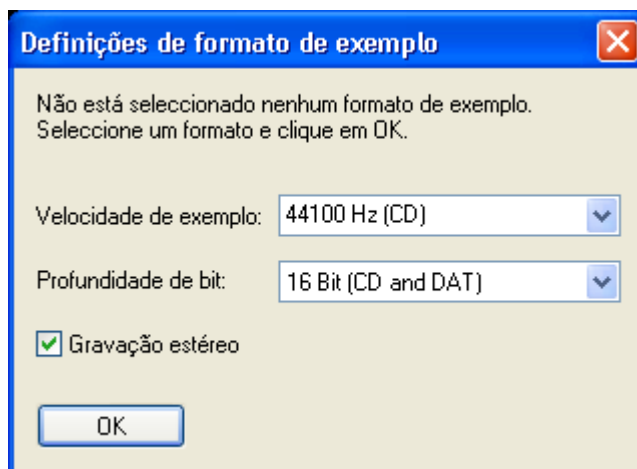 Definições de formato de exemplo
Não está seleccionado nenhum formato de exemplo.
Seleccione um formato e clique em OK.
Velocidade de exemplo: 44100 Hz (CD)
Profundidade de bit: 16 Bit (CD and DAT)
Gravação estéreo
OK